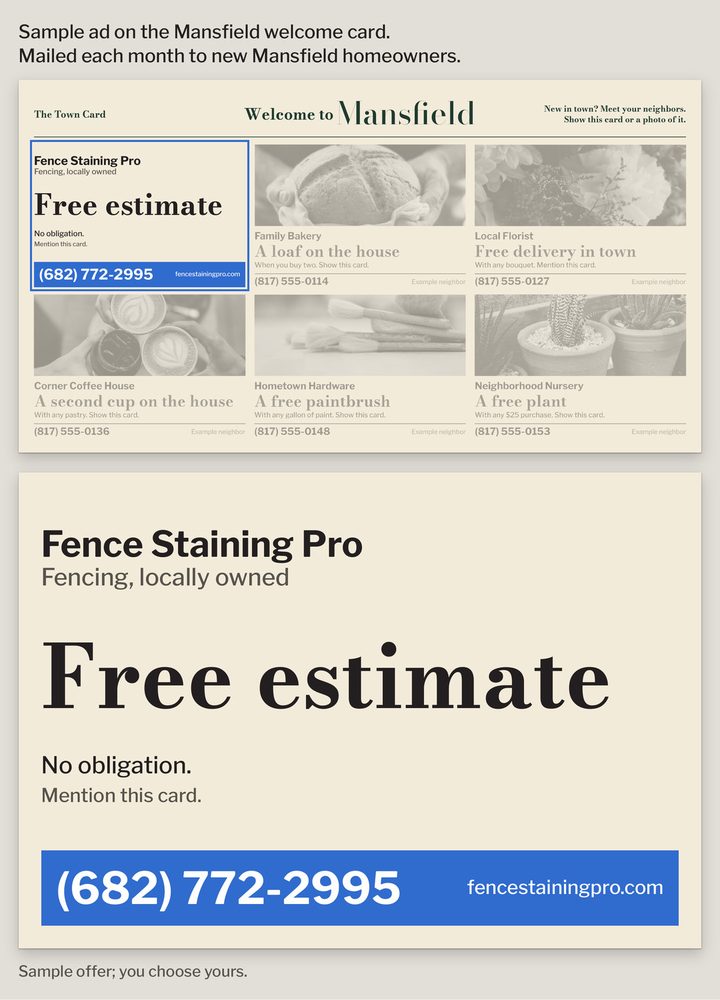 Sample ad on the Mansfield welcome card.
Mailed each month to new Mansfield homeowners.
The Town Card
Welcome to Mansfield
New in town? Meet your neighbors.
Show this card or a photo of it.
Fence Staining Pro
Fencing, locally owned
Free estimate
No obligation.
Mention this card.
(682) 772-2995 fencestainingpro.com
Family Bakery
A loaf on the house
When you buy two. Show this card.
(817) 555-0114 Example neighbor
Local Florist
Free delivery in town
With any bouquet. Mention this card.
(817) 555-0127 Example neighbor
Corner Coffee House
A second cup on the house
With any pastry. Show this card.
(817) 555-0136 Example neighbor
Hometown Hardware
A free paintbrush
With any gallon of paint. Show this card.
(817) 555-0148 Example neighbor
Neighborhood Nursery
A free plant
With any $25 purchase. Show this card.
(817) 555-0153 Example neighbor
Fence Staining Pro
Fencing, locally owned
Free estimate
No obligation.
Mention this card.
(682) 772-2995 fencestainingpro.com
Sample offer; you choose yours.